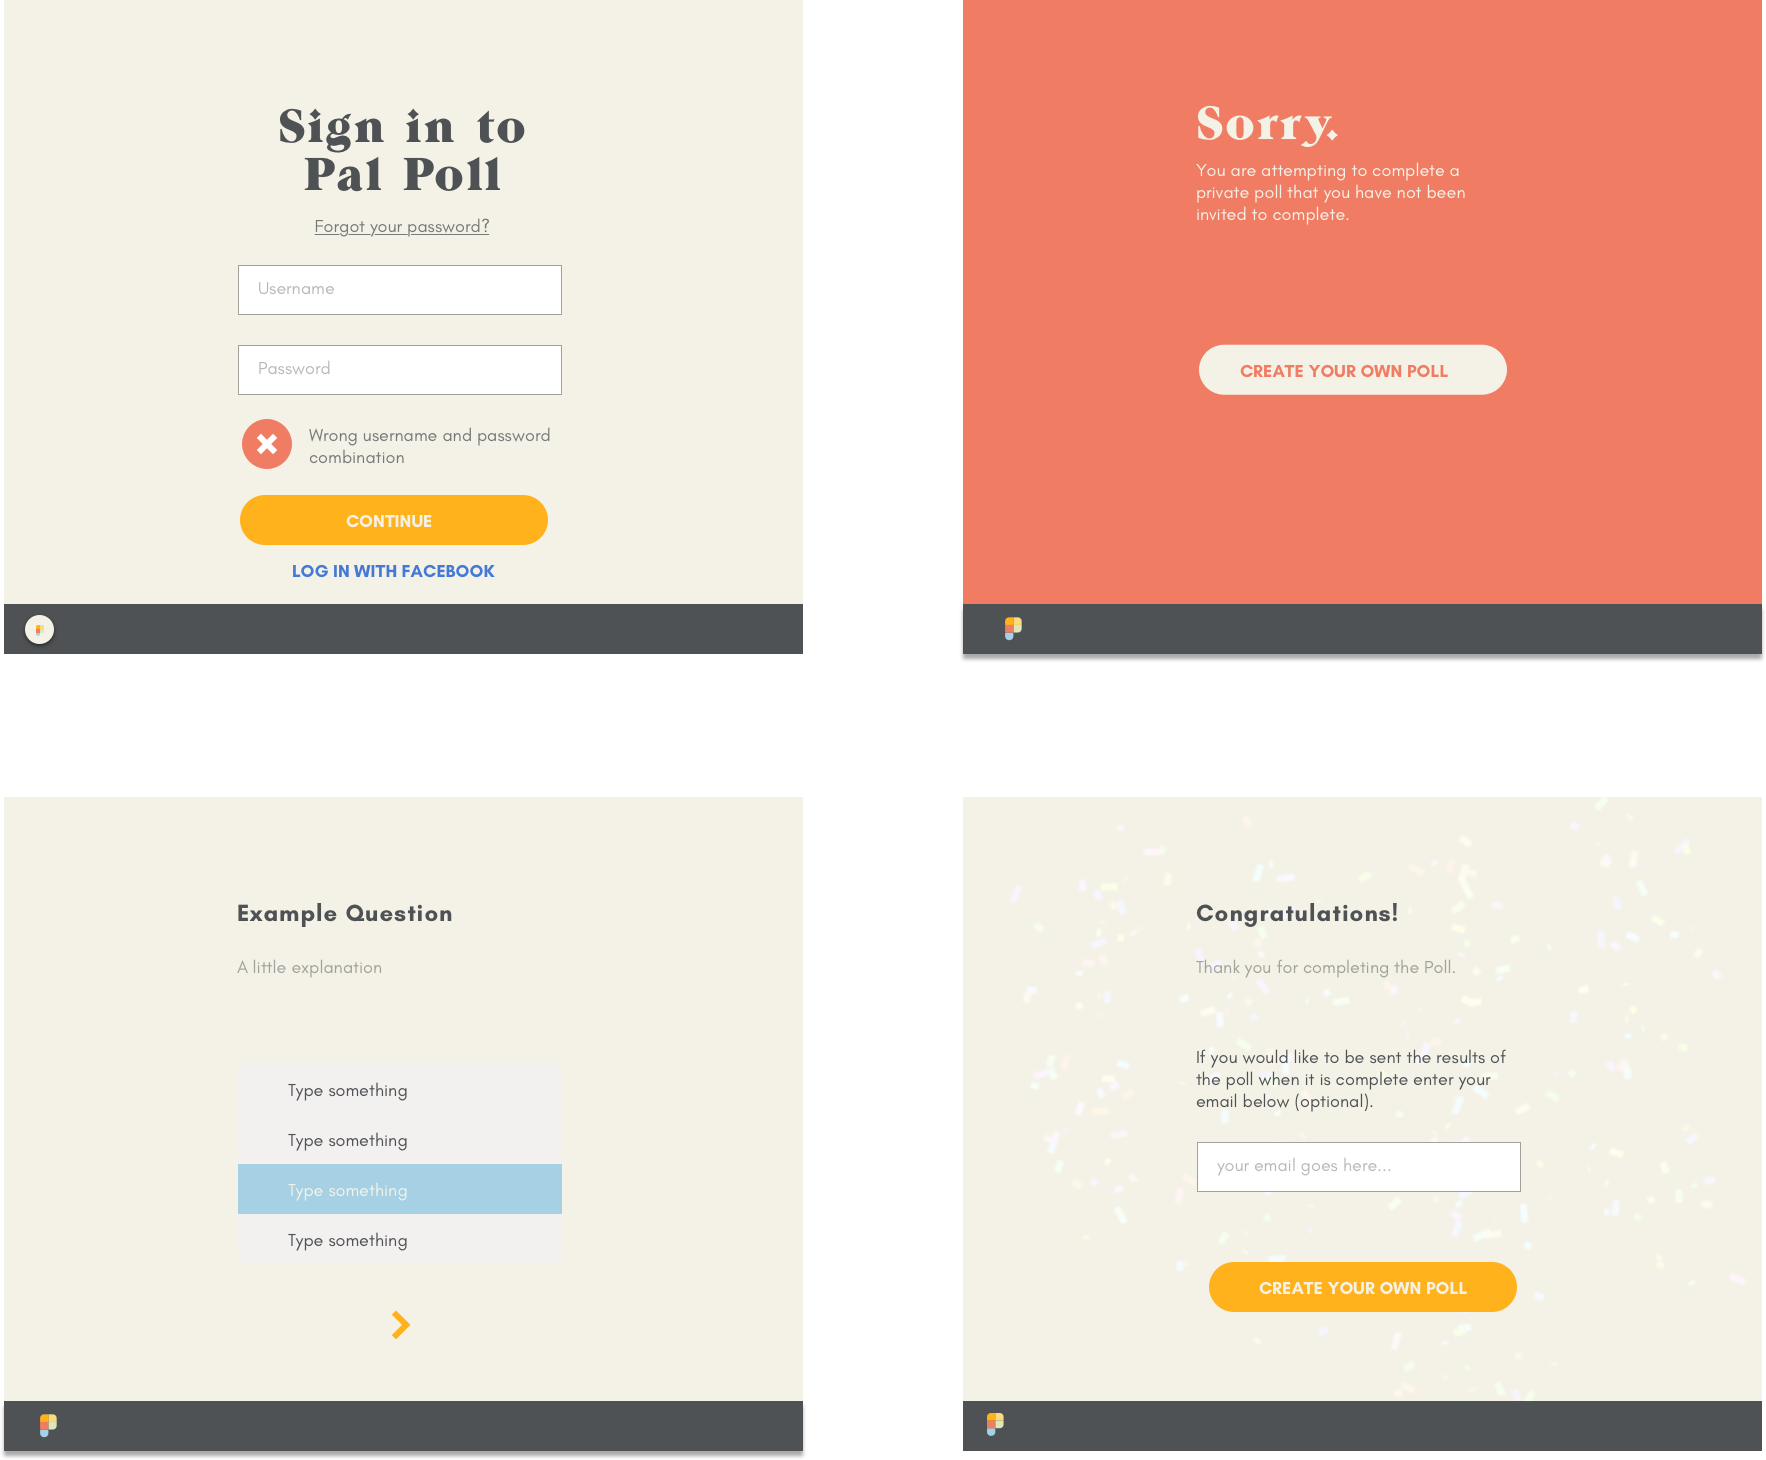 Sign in to
Pal Poll
Forgot your password?
Username
Password
Wrong username and password
combination
CONTINUE
LOG IN WITH FACEBOOK
Sorry.
You are attempting to complete a
private poll that you have not been
invited to complete.
CREATE YOUR OWN POLL
Example Question
A little explanation
Type something
Type something
Type something
Type something
Congratulations!
Thank you for completing the Poll.
If you would like to be sent the results of
the poll when it is complete enter your
email below (optional).
your email goes here...
CREATE YOUR OWN POLL